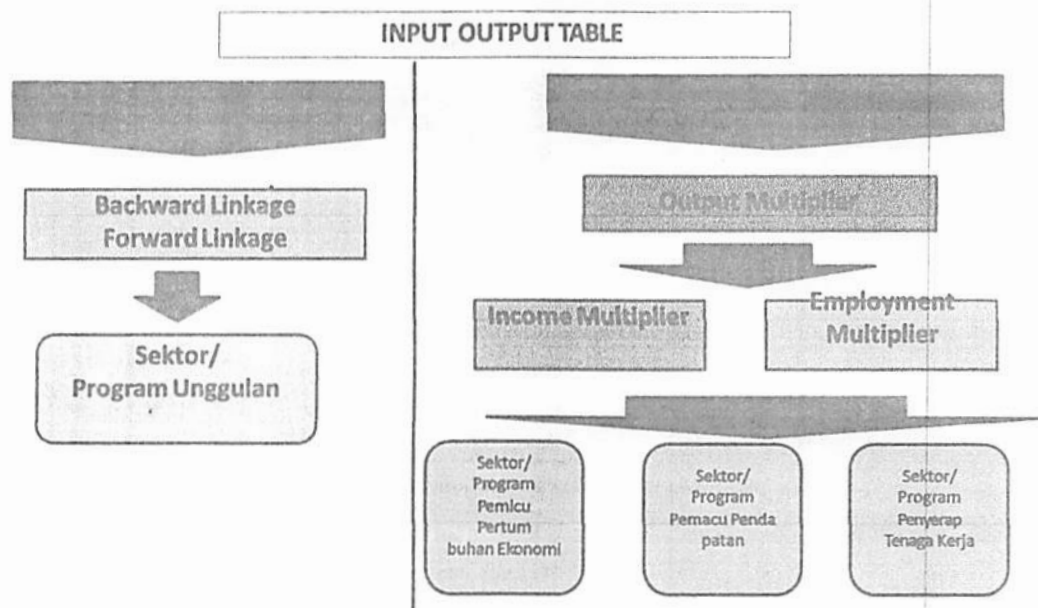 INPUT OUTPUT TABLE
Backward Linkage
Forward Linkage
Sektor/
Program Unggulan
Output Multiplier
Income Multiplier
Employment
Multiplier
Sektor/
Program
Pemicu
Pertum
buhan Ekonomi
Sektor/
Program
Pemacu Penda
patan
Sektor/
Program
Penyerap
Tenaga Kerja